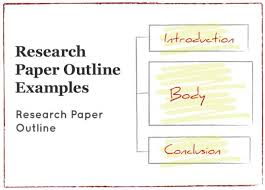 Research
Paper Outline
Examples
Research Paper
Outline
Introduction
Body
Conclusion